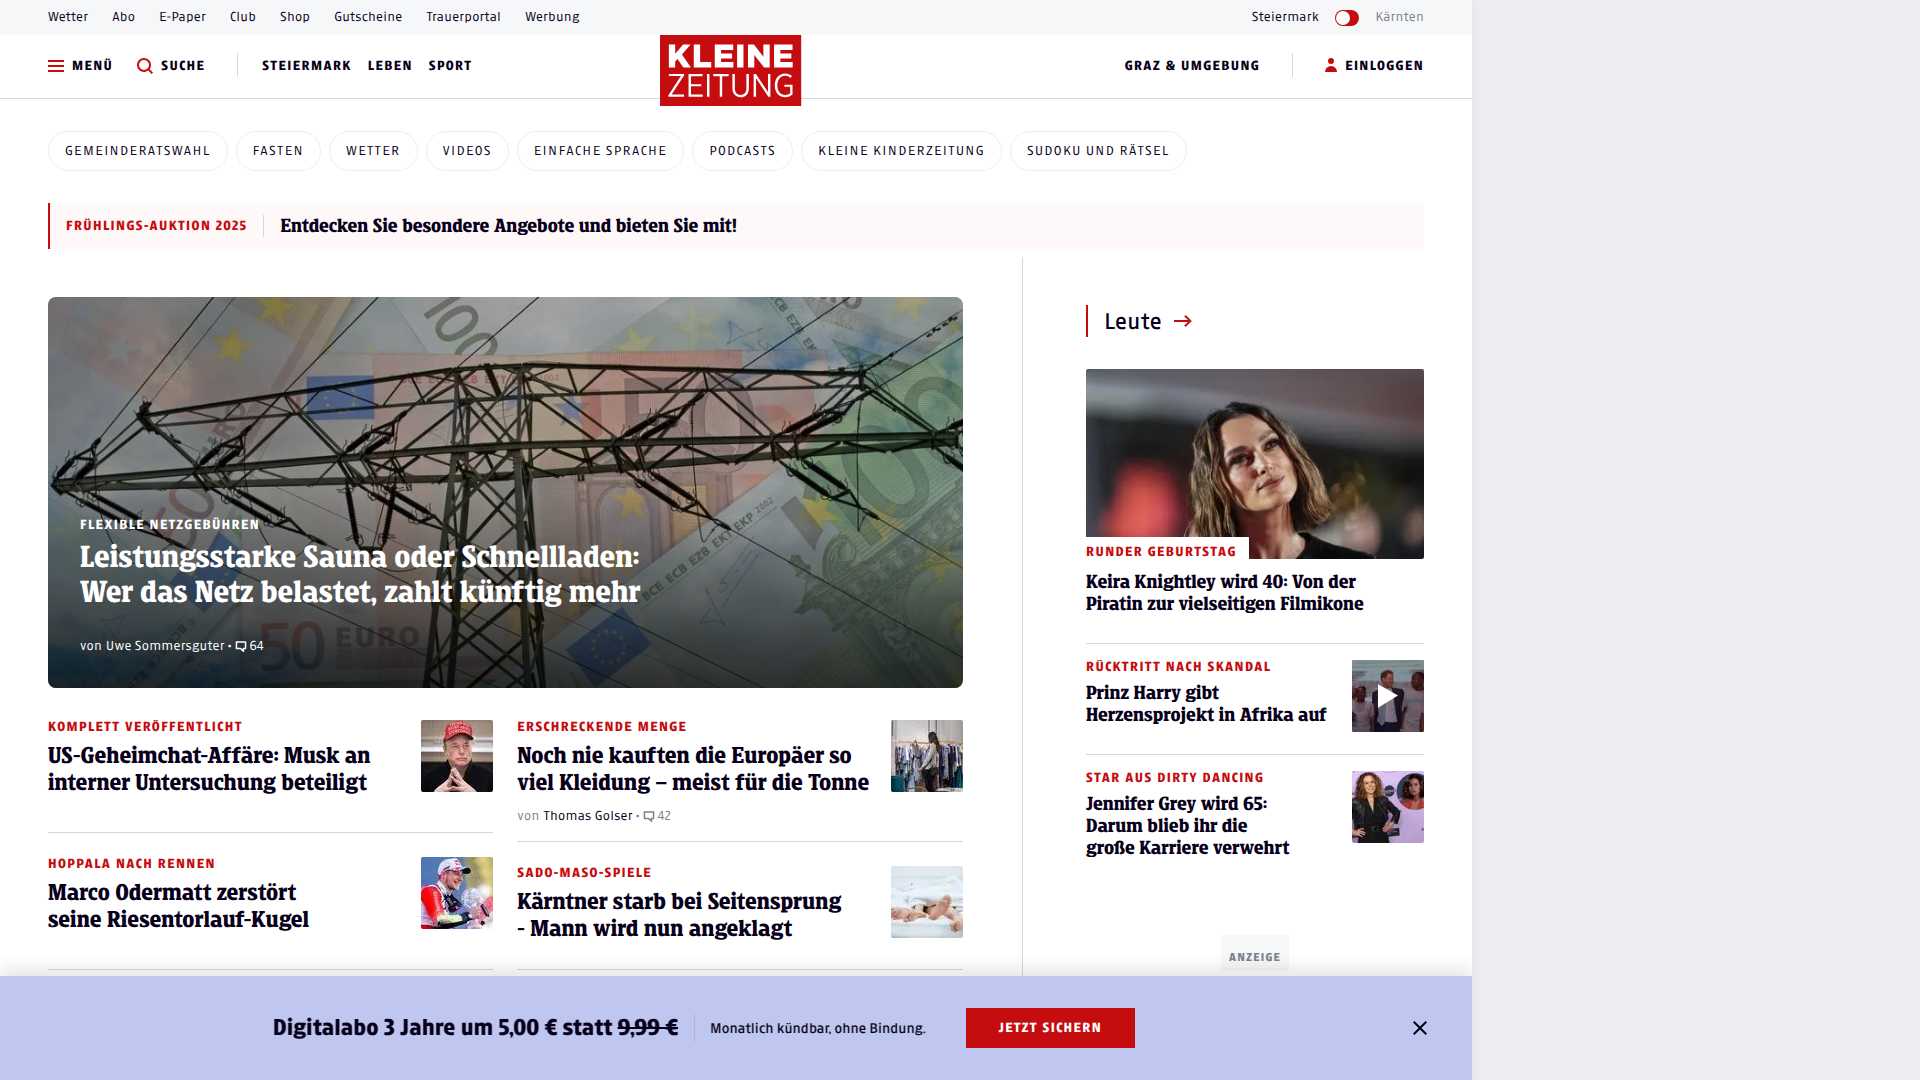 Wetter Abo E-Paper Club Shop Gutscheine Trauerportal Werbung Steiermark Kärnten
MENÜ SUCHE STEIERMARK LEBEN SPORT KLEINE ZEITUNG GRAZ & UMGEBUNG EINLOGGEN
GEMEINDERATSWAHL FASTEN WETTER VIDEOS EINFACHE SPRACHE PODCASTS KLEINE KINDERZEITUNG SUDOKU UND RÄTSEL
FRÜHLINGS-AUKTION 2025 Entdecken Sie besondere Angebote und bieten Sie mit!
FLEXIBLE NETZGEBÜHREN
Leistungsstarke Sauna oder Schnellladen:
Wer das Netz belastet, zahlt künftig mehr
von Uwe Sommersguter • 64
50 EURO
BCE ECB EZB EKT EKP 2002
KOMPLETT VERÖFFENTLICHT
US-Geheimchat-Affäre: Musk an
interner Untersuchung beteiligt
HOPPALA NACH RENNEN
Marco Odermatt zerstört
seine Riesentorlauf-Kugel
ERSCHRECKENDE MENGE
Noch nie kauften die Europäer so
viel Kleidung – meist für die Tonne
von Thomas Golser • 42
SADO-MASO-SPIELE
Kärntner starb bei Seitensprung
- Mann wird nun angeklagt
Leute
RUNDER GEBURTSTAG
Keira Knightley wird 40: Von der
Piratin zur vielseitigen Filmikone
RÜCKTRITT NACH SKANDAL
Prinz Harry gibt
Herzensprojekt in Afrika auf
STAR AUS DIRTY DANCING
Jennifer Grey wird 65:
Darum blieb ihr die
große Karriere verwehrt
ANZEIGE
Digitalabo 3 Jahre um 5,00 € statt 9,99 € Monatlich kündbar, ohne Bindung. JETZT SICHERN